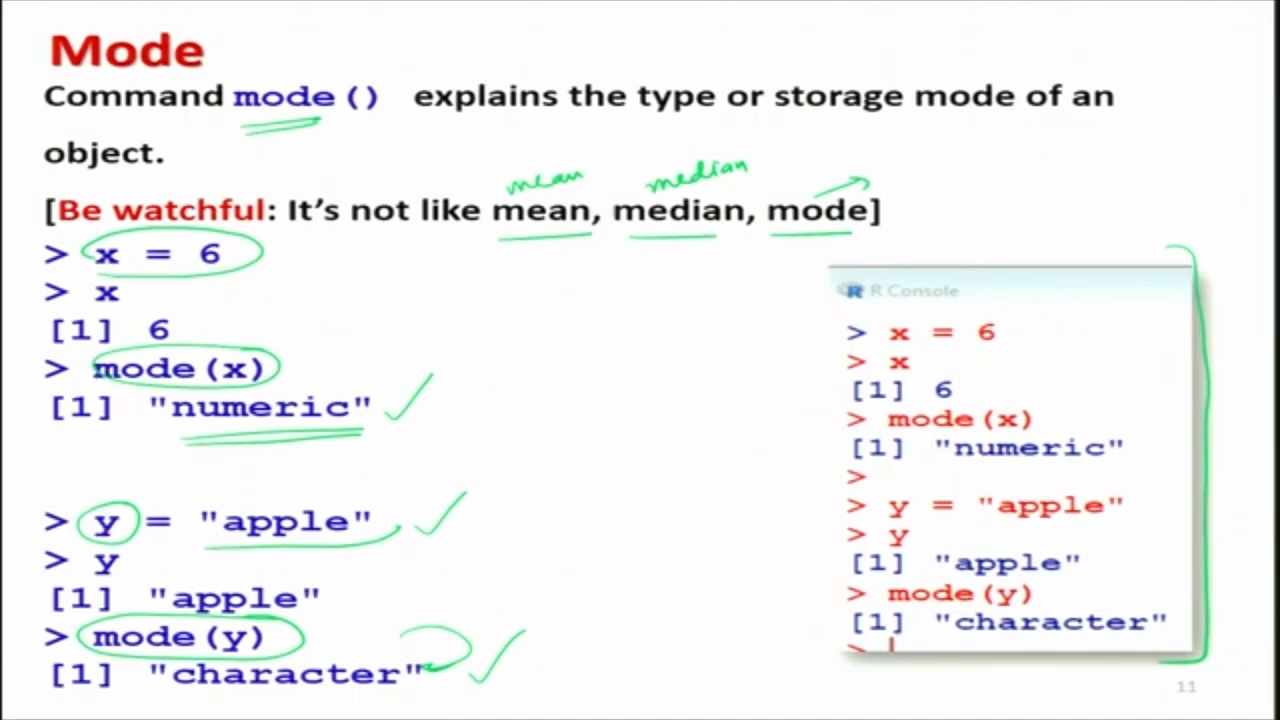 Mode
Command mode() explains the type or storage mode of an
object.
mean median
[Be watchful: It's not like mean, median, mode]
> x = 6
> x
[1] 6
> mode(x)
[1] "numeric"
> y = "apple"
> y
[1] "apple"
> mode(y)
[1] "character"
R Console
> x = 6
> x
[1] 6
> mode(x)
[1] "numeric"
>
> y = "apple"
> y
[1] "apple"
> mode(y)
[1] "character"
>
11